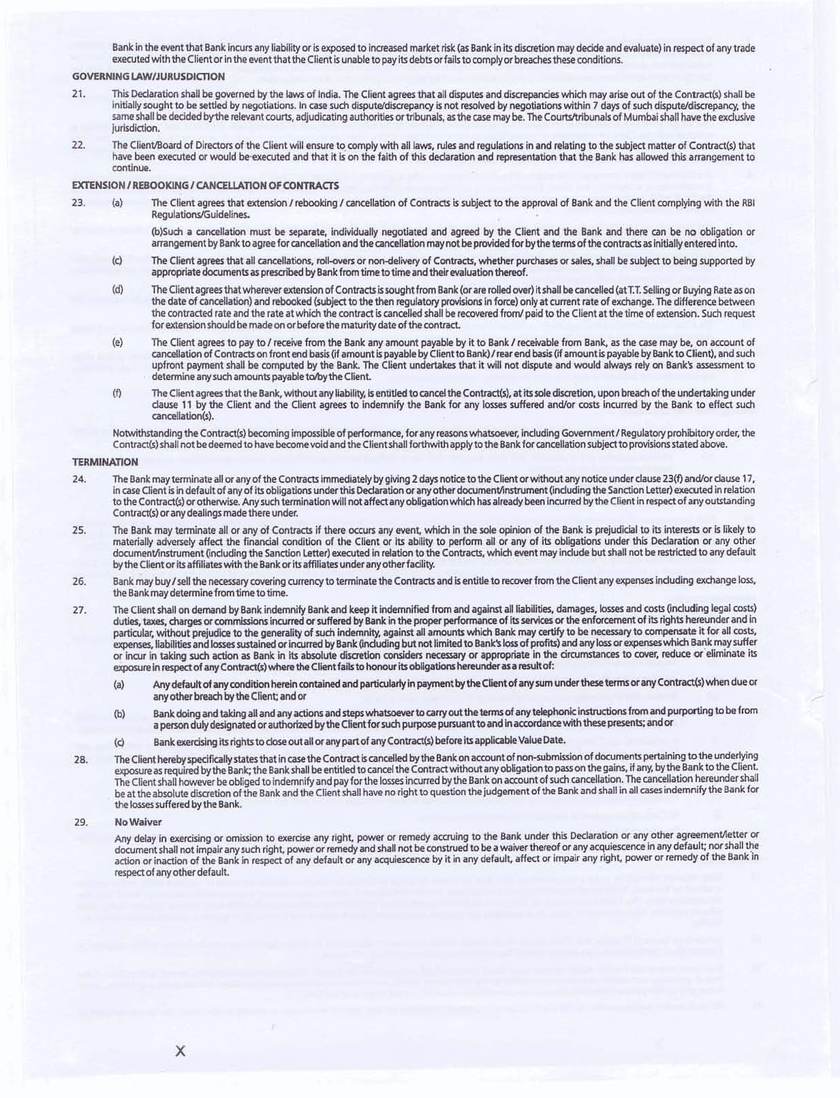 Bank in the event that Bank incurs any liability or is exposed to increased market risk (as Bank in its discretion may decide and evaluate) in respect of any trade
executed with the Client or in the event that the Client is unable to pay its debts or fails to comply or breaches these conditions.
GOVERNING LAW/JURUSDICTION
21. This Declaration shall be governed by the laws of India. The Client agrees that all disputes and discrepancies which may arise out of the Contract(s) shall be
initially sought to be settled by negotiations. In case such dispute/discrepancy is not resolved by negotiations within 7 days of such dispute/discrepancy, the
same shall be decided by the relevant courts, adjudicating authorities or tribunals, as the case may be. The Courts/tribunals of Mumbai shall have the exclusive
jurisdiction.
22. The Client/Board of Directors of the Client will ensure to comply with all laws, rules and regulations in and relating to the subject matter of Contract(s) that
have been executed or would be executed and that it is on the faith of this declaration and representation that the Bank has allowed this arrangement to
continue.
EXTENSION / REBOOKING / CANCELLATION OF CONTRACTS
23. (a) The Client agrees that extension / rebooking / cancellation of Contracts is subject to the approval of Bank and the Client complying with the RBI
Regulations/Guidelines.
(b)Such a cancellation must be separate, individually negotiated and agreed by the Client and the Bank and there can be no obligation or
arrangement by Bank to agree for cancellation and the cancellation may not be provided for by the terms of the contracts as initially entered into.
(c) The Client agrees that all cancellations, roll-overs or non-delivery of Contracts, whether purchases or sales, shall be subject to being supported by
appropriate documents as prescribed by Bank from time to time and their evaluation thereof.
(d) The Client agrees that wherever extension of Contracts is sought from Bank (or are rolled over) it shall be cancelled (at T.T. Selling or Buying Rate as on
the date of cancellation) and rebooked (subject to the then regulatory provisions in force) only at current rate of exchange. The difference between
the contracted rate and the rate at which the contract is cancelled shall be recovered from/ paid to the Client at the time of extension. Such request
for extension should be made on or before the maturity date of the contract.
(e) The Client agrees to pay to / receive from the Bank any amount payable by it to Bank / receivable from Bank, as the case may be, on account of
cancellation of Contracts on front end basis (if amount is payable by Client to Bank) / rear end basis (if amount is payable by Bank to Client), and such
upfront payment shall be computed by the Bank. The Client undertakes that it will not dispute and would always rely on Bank's assessment to
determine any such amounts payable to/by the Client.
(f) The Client agrees that the Bank, without any liability, is entitled to cancel the Contract(s), at its sole discretion, upon breach of the undertaking under
clause 11 by the Client and the Client agrees to indemnify the Bank for any losses suffered and/or costs incurred by the Bank to effect such
cancellation(s).
Notwithstanding the Contract(s) becoming impossible of performance, for any reasons whatsoever, including Government / Regulatory prohibitory order, the
Contract(s) shall not be deemed to have become void and the Client shall forthwith apply to the Bank for cancellation subject to provisions stated above.
TERMINATION
24. The Bank may terminate all or any of the Contracts immediately by giving 2 days notice to the Client or without any notice under clause 23(f) and/or clause 17,
in case Client is in default of any of its obligations under this Declaration or any other document/instrument (including the Sanction Letter) executed in relation
to the Contract(s) or otherwise. Any such termination will not affect any obligation which has already been incurred by the Client in respect of any outstanding
Contract(s) or any dealings made there under.
25. The Bank may terminate all or any of Contracts if there occurs any event, which in the sole opinion of the Bank is prejudicial to its interests or is likely to
materially adversely affect the financial condition of the Client or its ability to perform all or any of its obligations under this Declaration or any other
document/instrument (including the Sanction Letter) executed in relation to the Contracts, which event may include but shall not be restricted to any default
by the Client or its affiliates with the Bank or its affiliates under any other facility.
26. Bank may buy / sell the necessary covering currency to terminate the Contracts and is entitle to recover from the Client any expenses including exchange loss,
the Bank may determine from time to time.
27. The Client shall on demand by Bank indemnify Bank and keep it indemnified from and against all liabilities, damages, losses and costs (including legal costs)
duties, taxes, charges or commissions incurred or suffered by Bank in the proper performance of its services or the enforcement of its rights hereunder and in
particular, without prejudice to the generality of such indemnity, against all amounts which Bank may certify to be necessary to compensate it for all costs,
expenses, liabilities and losses sustained or incurred by Bank (including but not limited to Bank's loss of profits) and any loss or expenses which Bank may suffer
or incur in taking such action as Bank in its absolute discretion considers necessary or appropriate in the circumstances to cover, reduce or eliminate its
exposure in respect of any Contract(s) where the Client fails to honour its obligations hereunder as a result of:
(a) Any default of any condition herein contained and particularly in payment by the Client of any sum under these terms or any Contract(s) when due or
any other breach by the Client; and or
(b) Bank doing and taking all and any actions and steps whatsoever to carry out the terms of any telephonic instructions from and purporting to be from
a person duly designated or authorized by the Client for such purpose pursuant to and in accordance with these presents; and or
(c) Bank exercising its rights to close out all or any part of any Contract(s) before its applicable Value Date.
28. The Client hereby specifically states that in case the Contract is cancelled by the Bank on account of non-submission of documents pertaining to the underlying
exposure as required by the Bank; the Bank shall be entitled to cancel the Contract without any obligation to pass on the gains, if any, by the Bank to the Client.
The Client shall however be obliged to indemnify and pay for the losses incurred by the Bank on account of such cancellation. The cancellation hereunder shall
be at the absolute discretion of the Bank and the Client shall have no right to question the judgement of the Bank and shall in all cases indemnify the Bank for
the losses suffered by the Bank.
29. No Waiver
Any delay in exercising or omission to exercise any right, power or remedy accruing to the Bank under this Declaration or any other agreement/letter or
document shall not impair any such right, power or remedy and shall not be construed to be a waiver thereof or any acquiescence in any default; nor shall the
action or inaction of the Bank in respect of any default or any acquiescence by it in any default, affect or impair any right, power or remedy of the Bank in
respect of any other default.
X